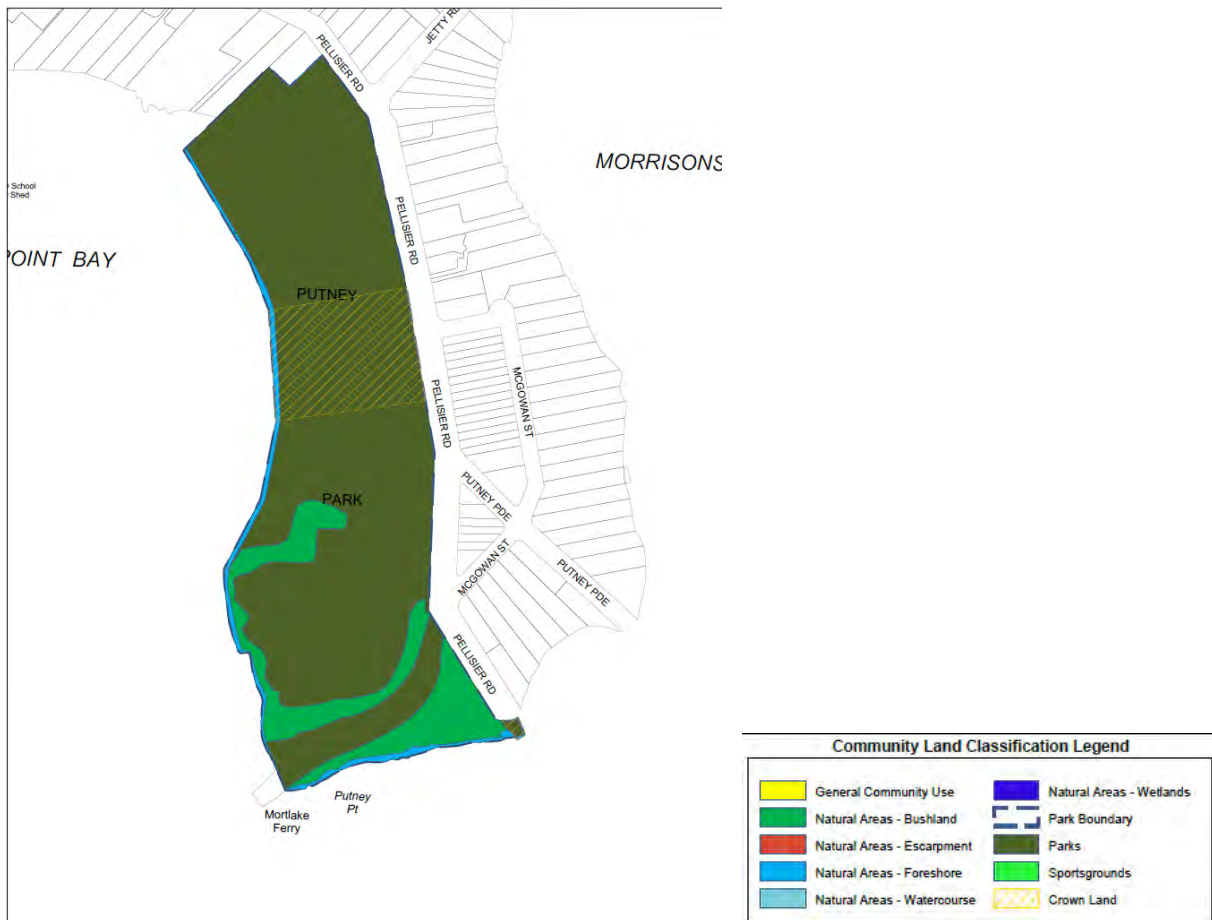 PELLISIER RD
JETTY RD
MORRISONS
School
Shed
POINT BAY
PELLISIER RD
PUTNEY
PELLISIER RD
MCGOWAN ST
PUTNEY PDE
PARK
MCGOWAN ST
PUTNEY PDE
PELLISIER RD
Putney
Pt
Mortlake
Ferry
Community Land Classification Legend
General Community Use
Natural Areas - Bushland
Natural Areas - Escarpment
Natural Areas - Foreshore
Natural Areas - Watercourse
Natural Areas - Wetlands
Park Boundary
Parks
Sportsgrounds
Crown Land